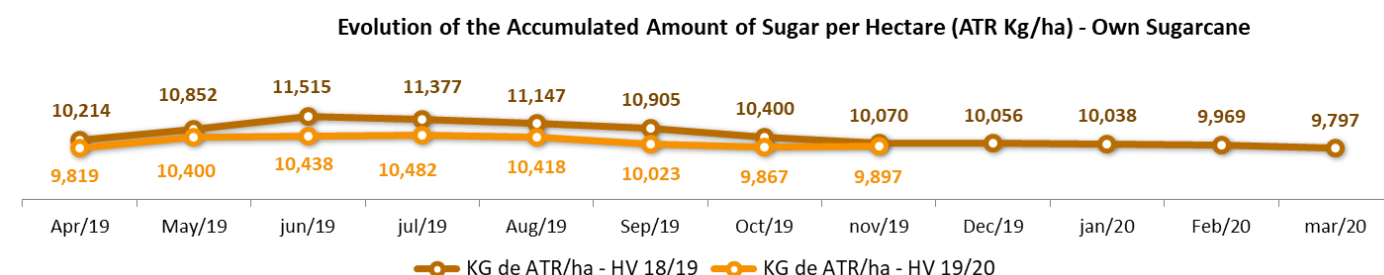 Evolution of the Accumulated Amount of Sugar per Hectare (ATR Kg/ha) - Own Sugarcane
10,214 10,852 11,515 11,377 11,147 10,905 10,400 10,070 10,056 10,038 9,969 9,797
9,819 10,400 10,438 10,482 10,418 10,023 9,867 9,897
Apr/19 May/19 jun/19 jul/19 Aug/19 Sep/19 Oct/19 nov/19 Dec/19 jan/20 Feb/20 mar/20
KG de ATR/ha - HV 18/19 KG de ATR/ha - HV 19/20